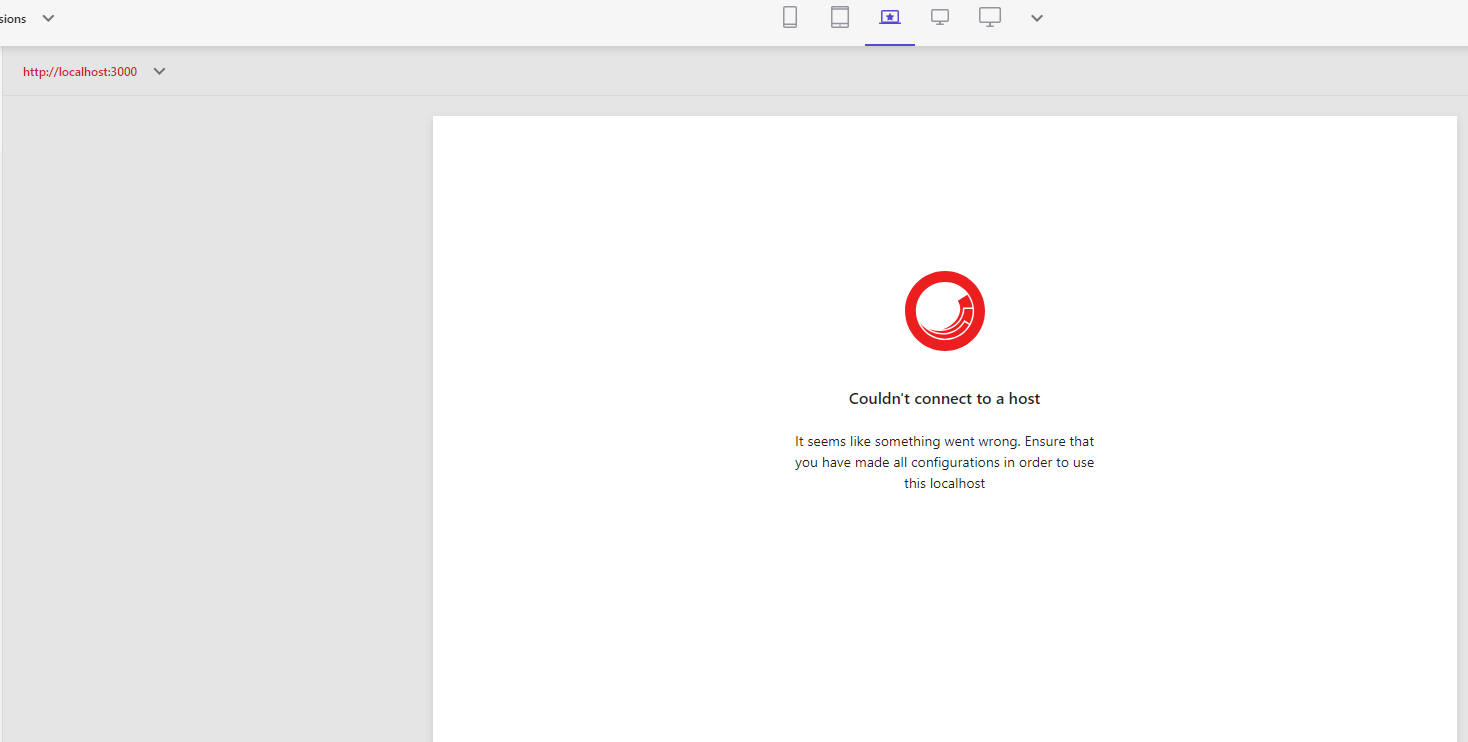 sions
http://localhost:3000
Couldn't connect to a host
It seems like something went wrong. Ensure that
you have made all configurations in order to use
this localhost